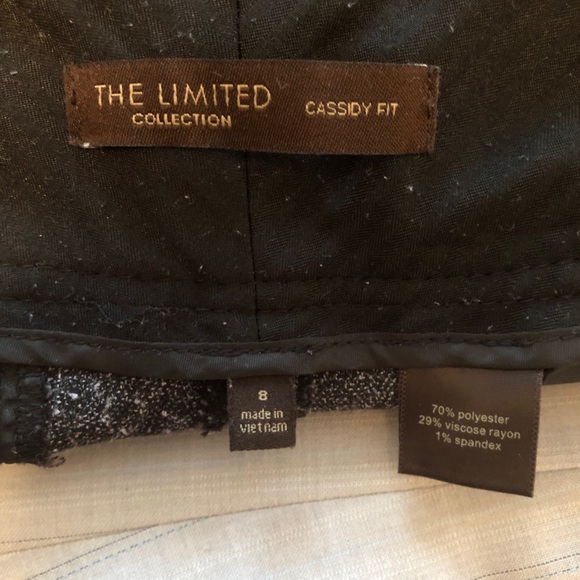 THE LIMITED
COLLECTION
CASSIDY FIT
8
made in
vietnam
70% polyester
29% viscose rayon
1% spandex